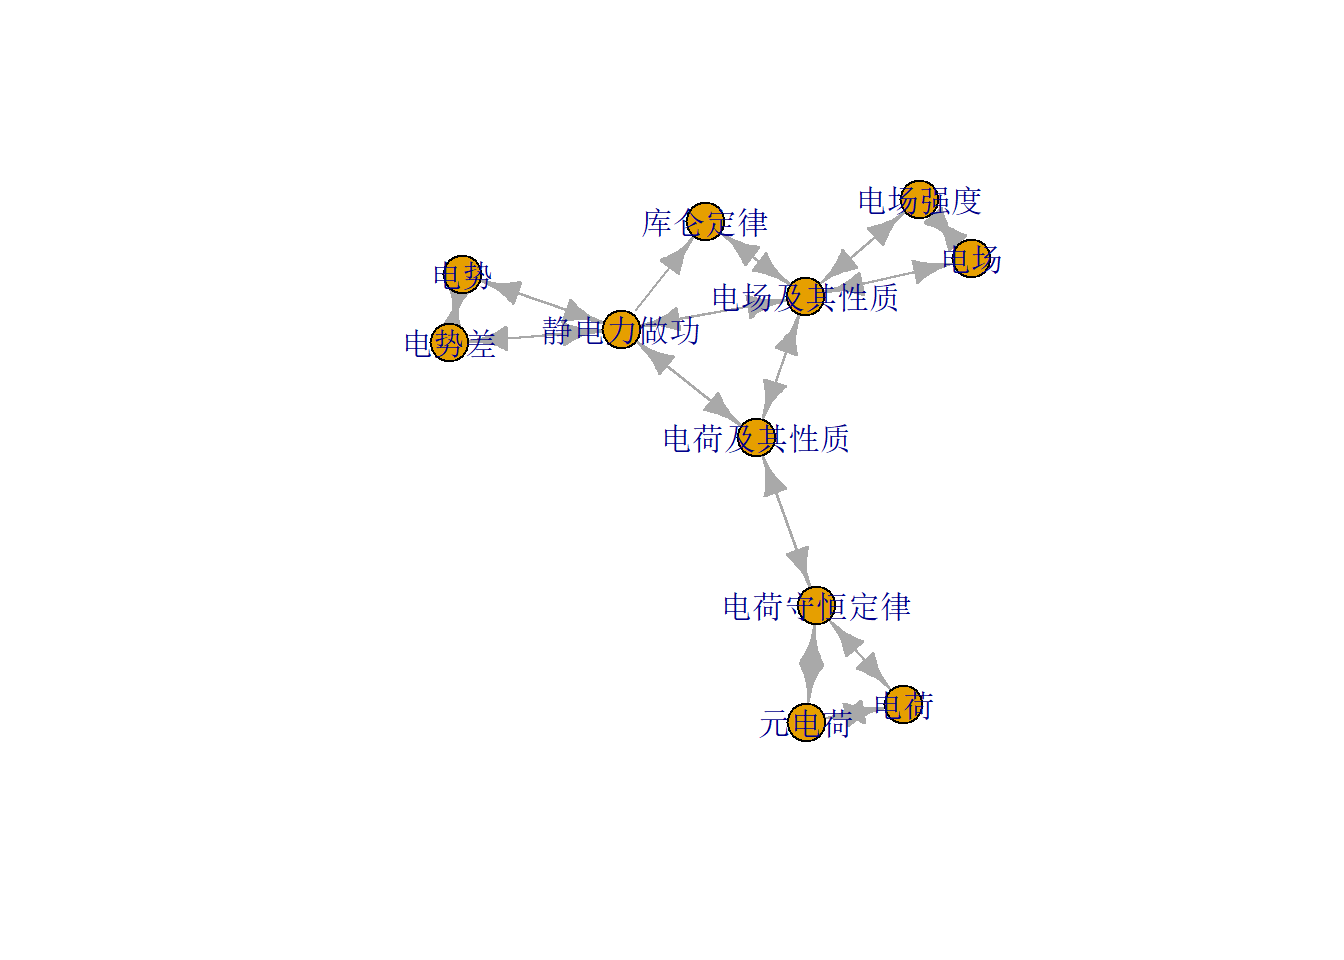 电场强度
库仑定律
电场
电势
电场及其性质
静电力做功
电势差
电荷及其性质
电荷守恒定律
电荷
元电荷